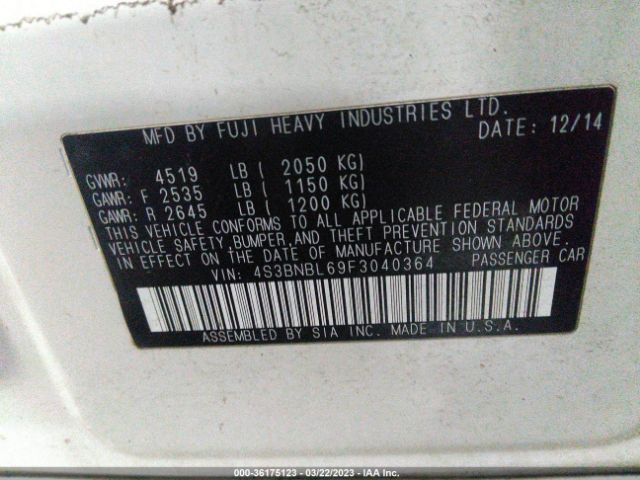 MFD BY FUJI HEAVY INDUSTRIES LTD.
DATE: 12/14
GVWR: 4519 LB ( 2050 KG)
GAWR: F 2535 LB ( 1150 KG)
GAWR: R 2645 LB ( 1200 KG)
THIS VEHICLE CONFORMS TO ALL APPLICABLE FEDERAL MOTOR
VEHICLE SAFETY, BUMPER, AND THEFT PREVENTION STANDARDS
IN EFFECT ON THE DATE OF MANUFACTURE SHOWN ABOVE.
VIN: 4S3BNBL69F3040364 PASSENGER CAR
ASSEMBLED BY SIA INC. MADE IN U.S.A.
000-36175123 - 03/22/2023 - IAA Inc.